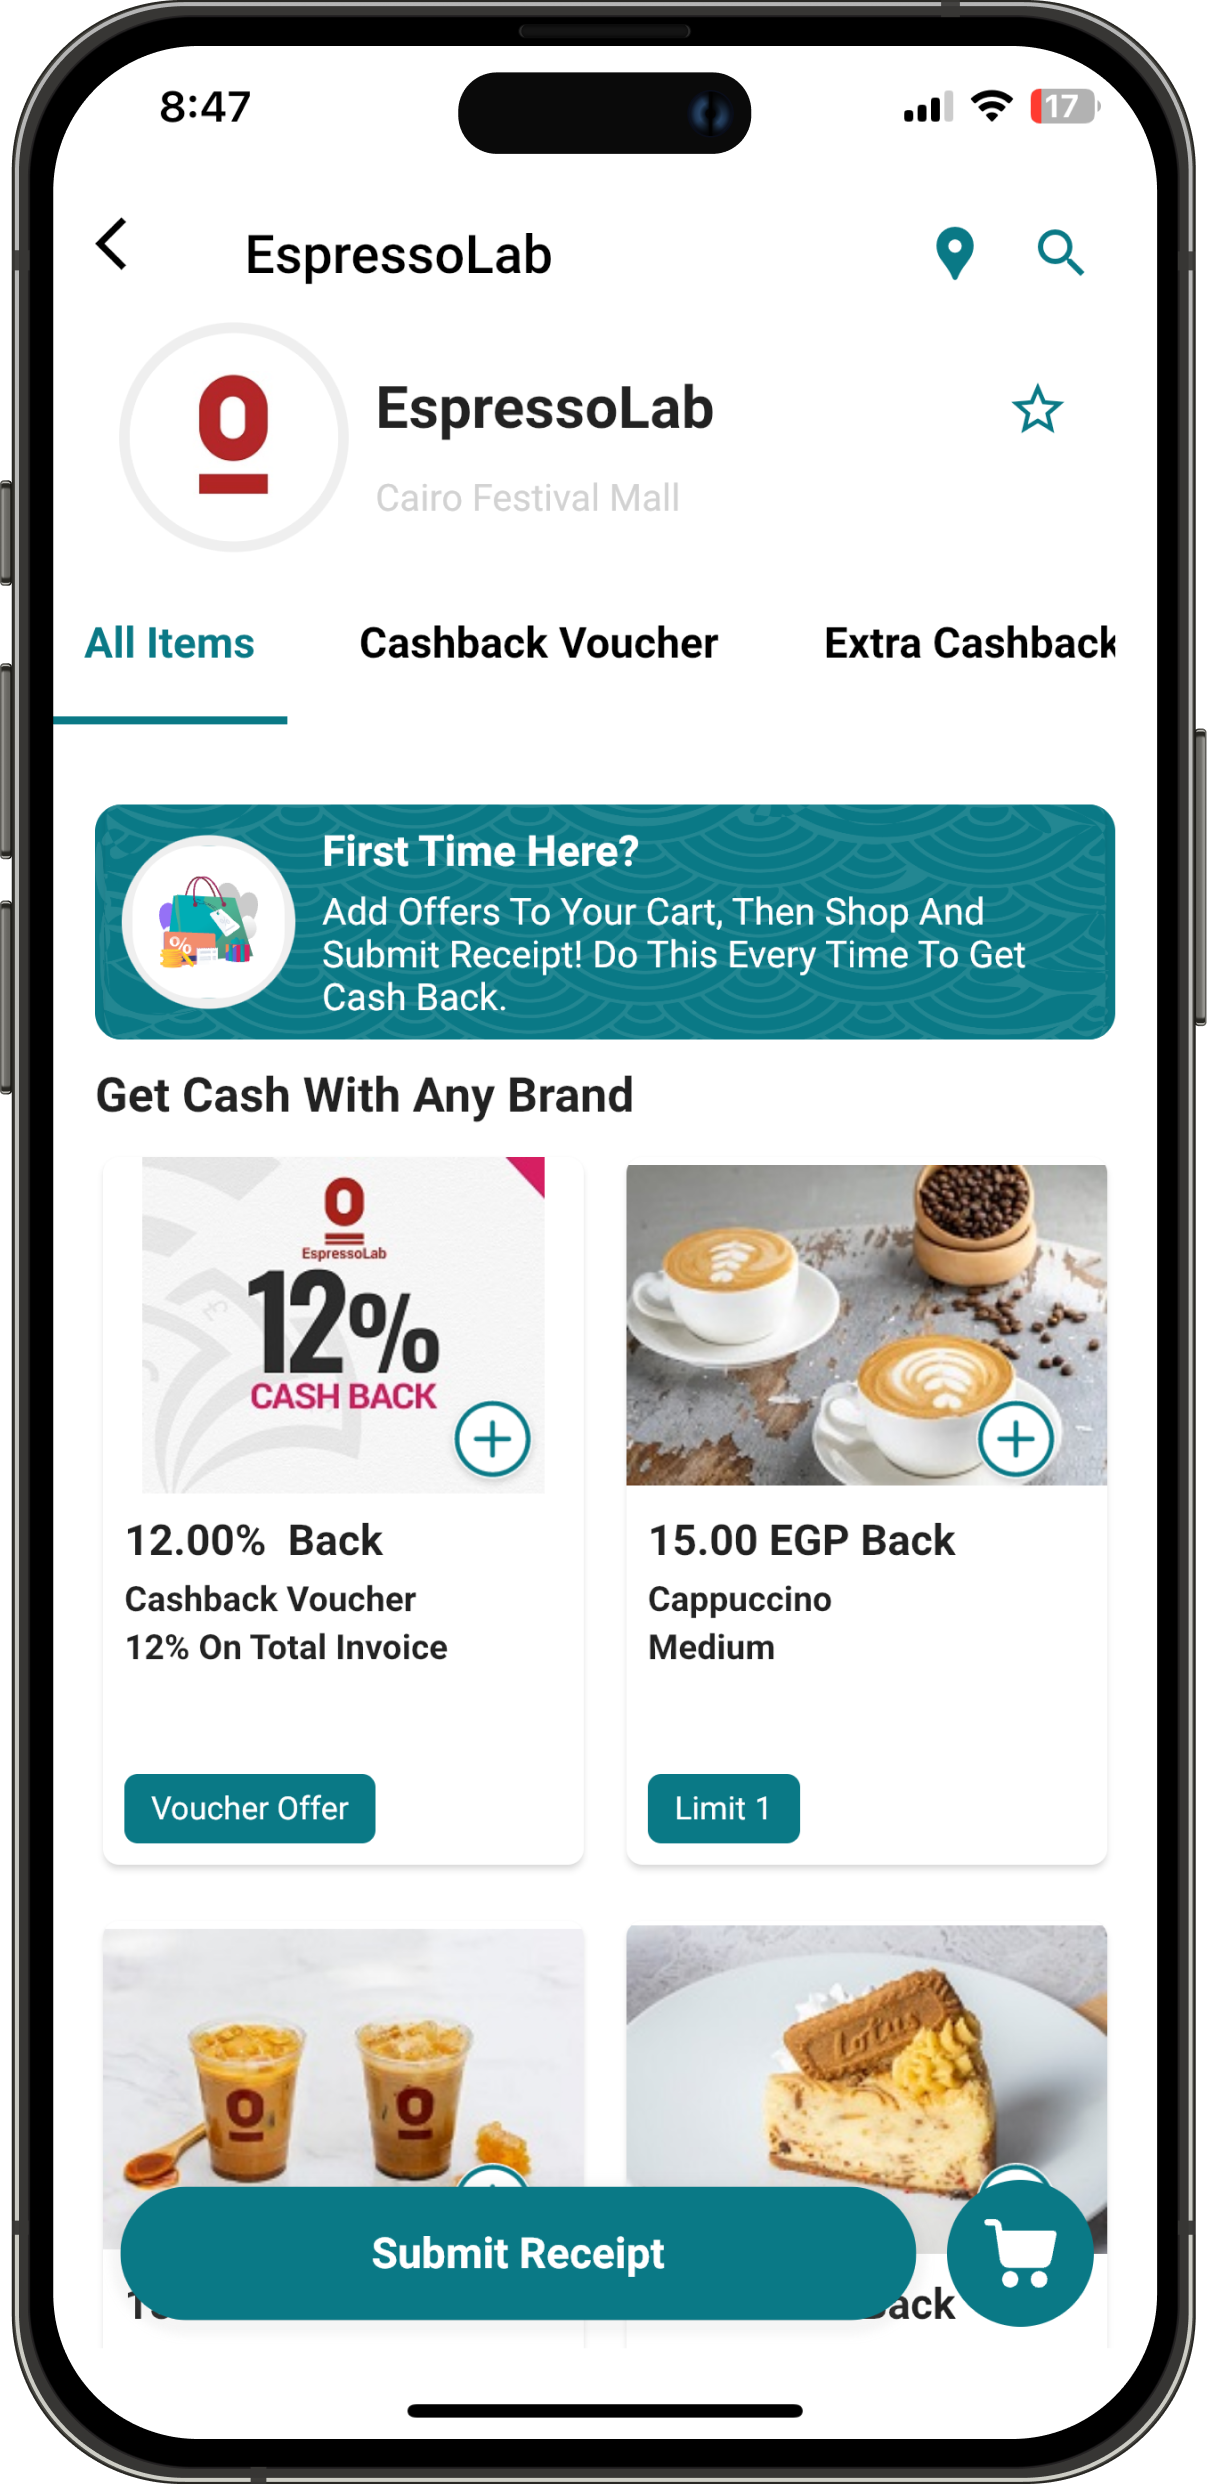 8:47
17
EspressoLab
EspressoLab
Cairo Festival Mall
All Items
Cashback Voucher
Extra Cashback
First Time Here?
Add Offers To Your Cart, Then Shop And
Submit Receipt! Do This Every Time To Get
Cash Back.
Get Cash With Any Brand
EspressoLab
12%
CASH BACK
12.00% Back
Cashback Voucher
12% On Total Invoice
Voucher Offer
15.00 EGP Back
Cappuccino
Medium
Limit 1
Lotus
Submit Receipt
Back